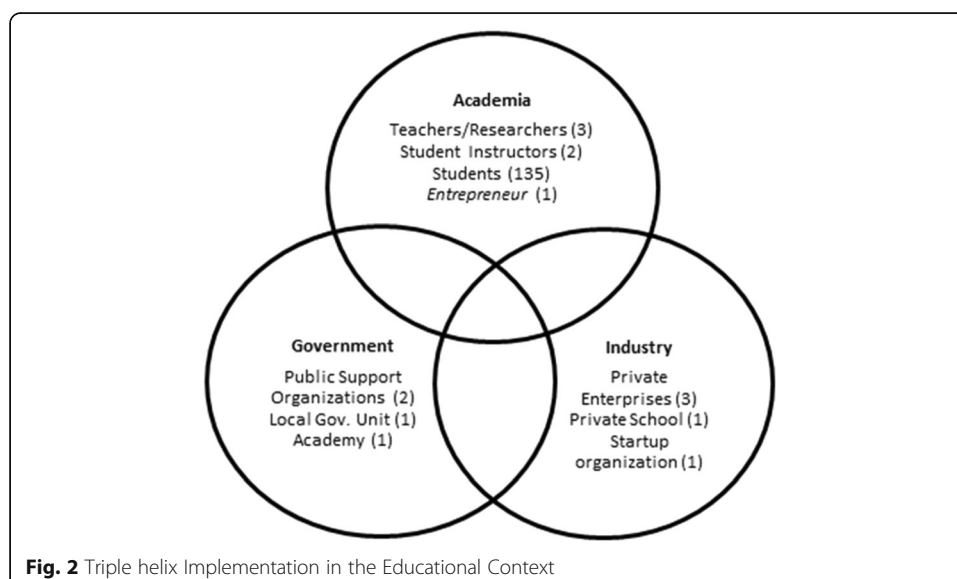 Academia
Teachers/Researchers (3)
Student Instructors (2)
Students (135)
Entrepreneur (1)
Government
Public Support
Organizations (2)
Local Gov. Unit (1)
Academy (1)
Industry
Private
Enterprises (3)
Private School (1)
Startup
organization (1)
Fig. 2 Triple helix Implementation in the Educational Context